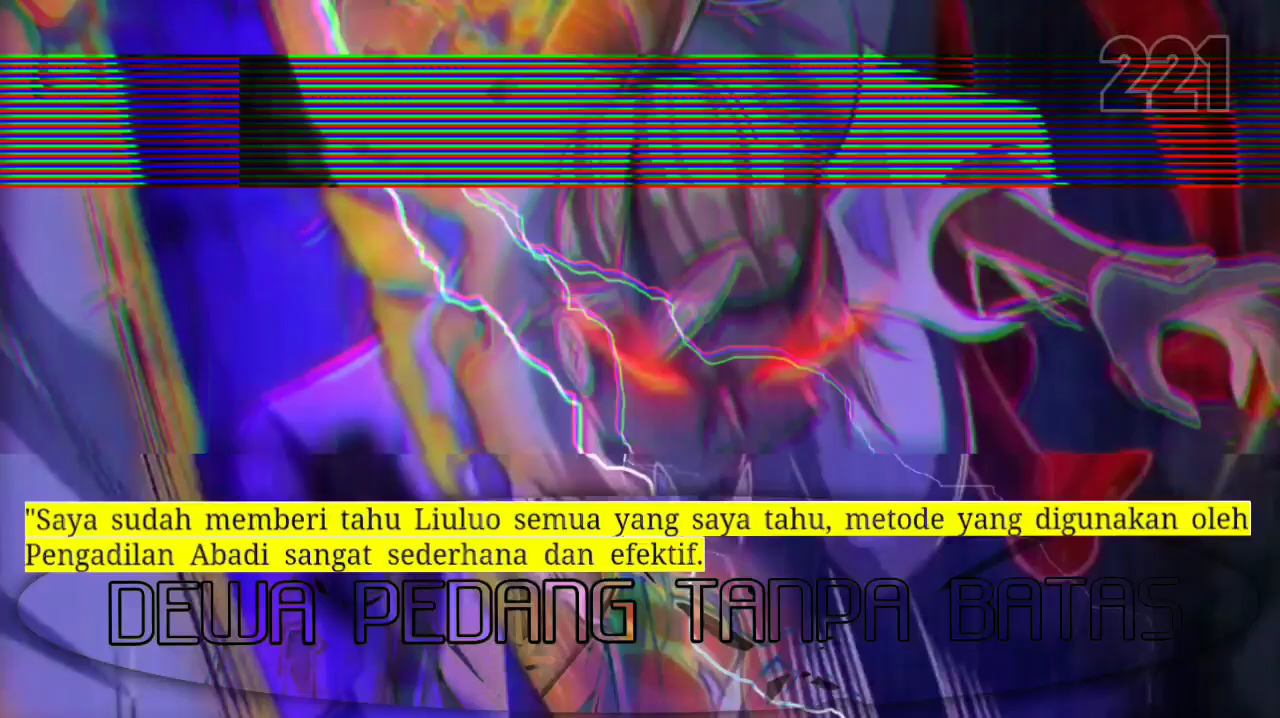 221
"Saya sudah memberi tahu Liuluo semua yang saya tahu, metode yang digunakan oleh
Pengadilan Abadi sangat sederhana dan efektif.
DEWA PEDANG TANPA BATAS